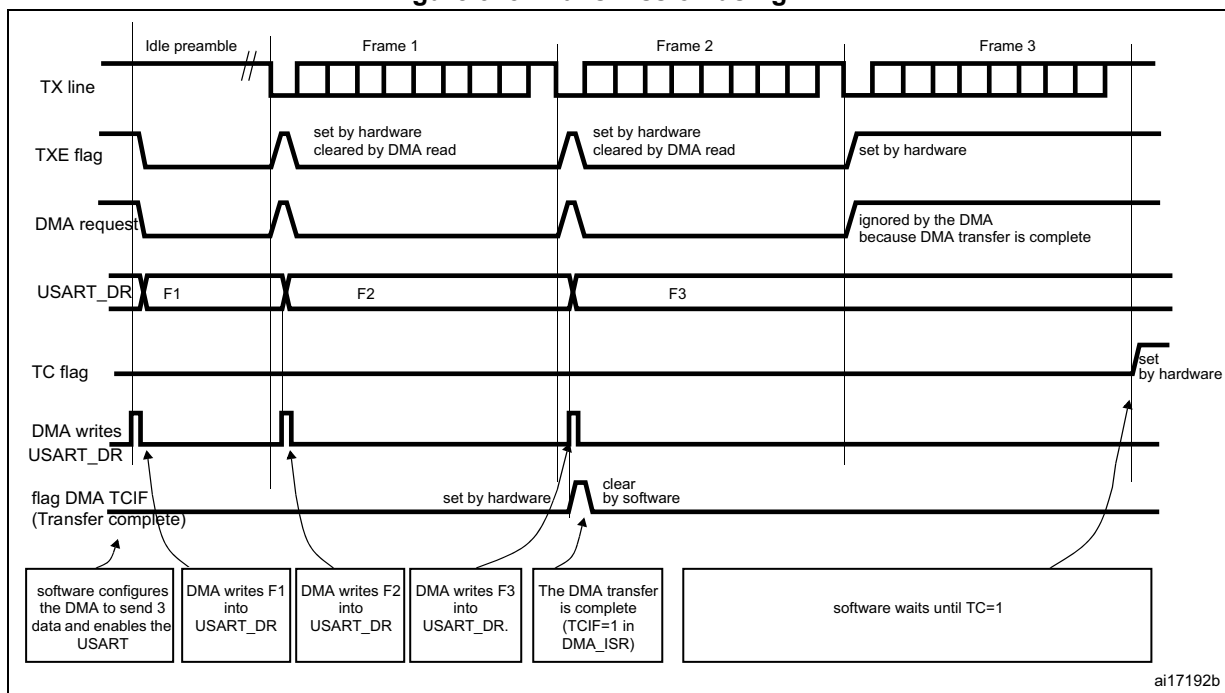 Idle preamble
Frame 1
Frame 2
Frame 3
TX line
TXE flag
set by hardware
cleared by DMA read
set by hardware
cleared by DMA read
set by hardware
DMA request
ignored by the DMA
because DMA transfer is complete
USART_DR
F1
F2
F3
TC flag
set
by hardware
DMA writes
USART_DR
flag DMA TCIF
(Transfer complete)
set by hardware
clear
by software
software configures
the DMA to send 3
data and enables the
USART
DMA writes F1
into
USART_DR
DMA writes F2
into
USART_DR
DMA writes F3
into
USART_DR.
The DMA transfer
is complete
(TCIF=1 in
DMA_ISR)
software waits until TC=1
ai17192b